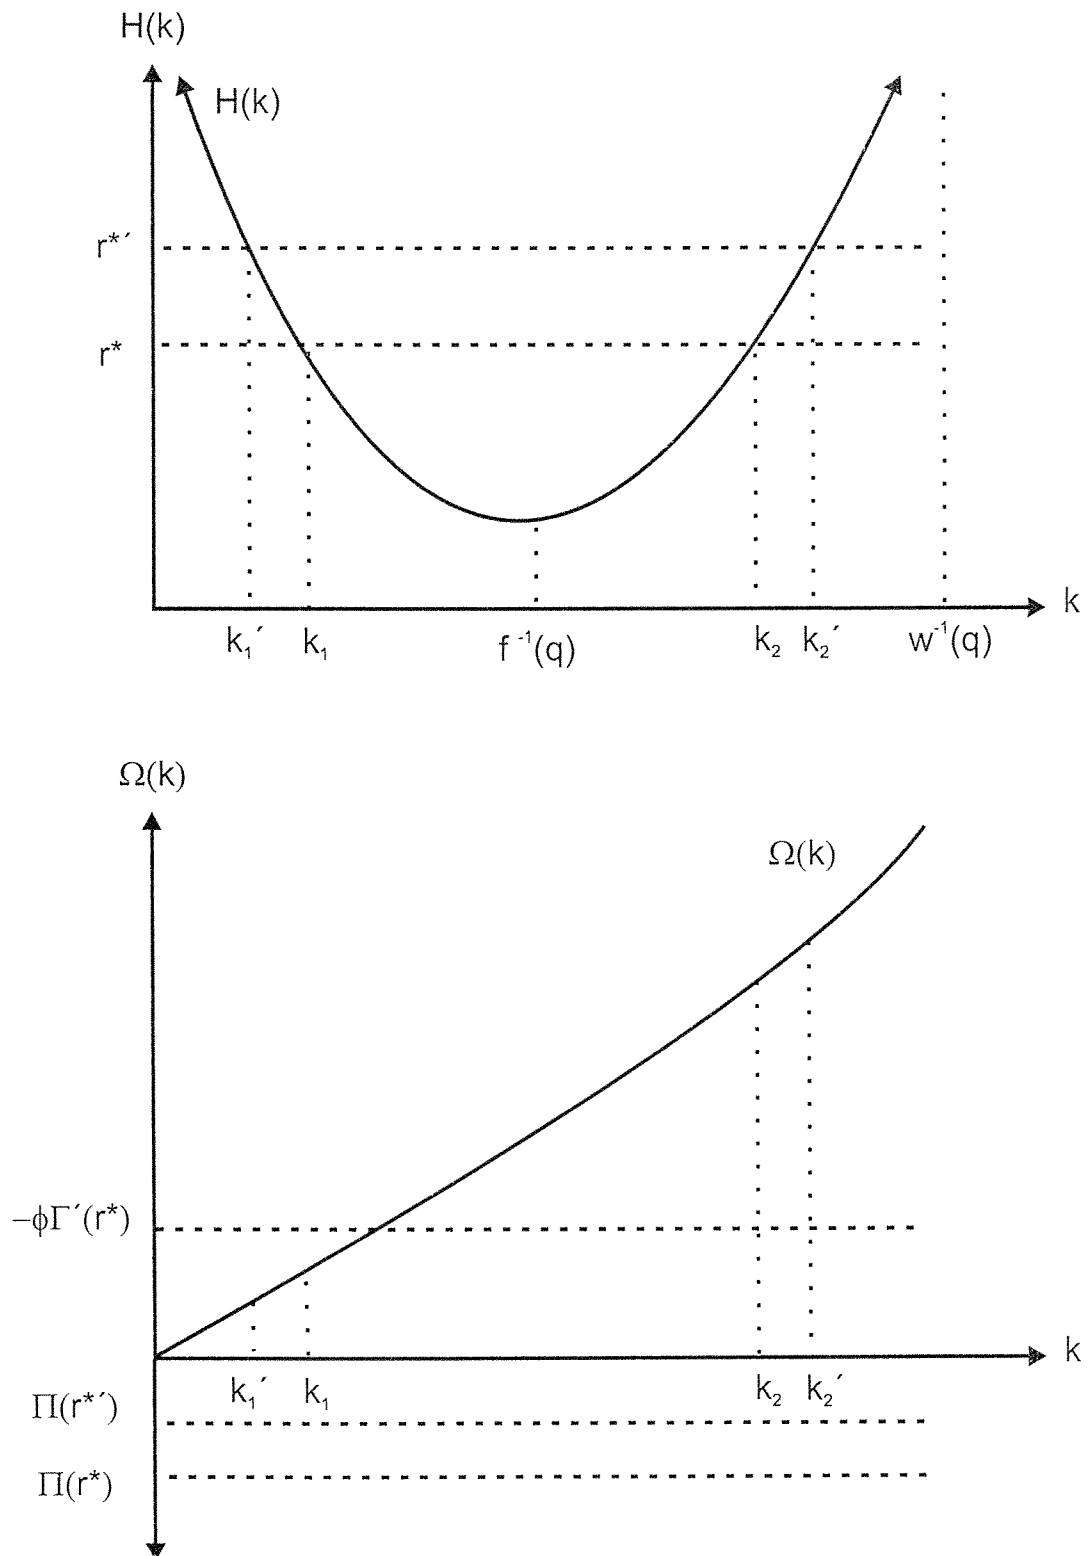 H(k)
H(k)
r*´
r*
k
k₁´ k₁ f⁻¹(q) k₂ k₂´ w⁻¹(q)
Ω(k)
Ω(k)
−ϕΓ´(r*)
k
k₁´ k₁ k₂ k₂´
Π(r*´)
Π(r*)